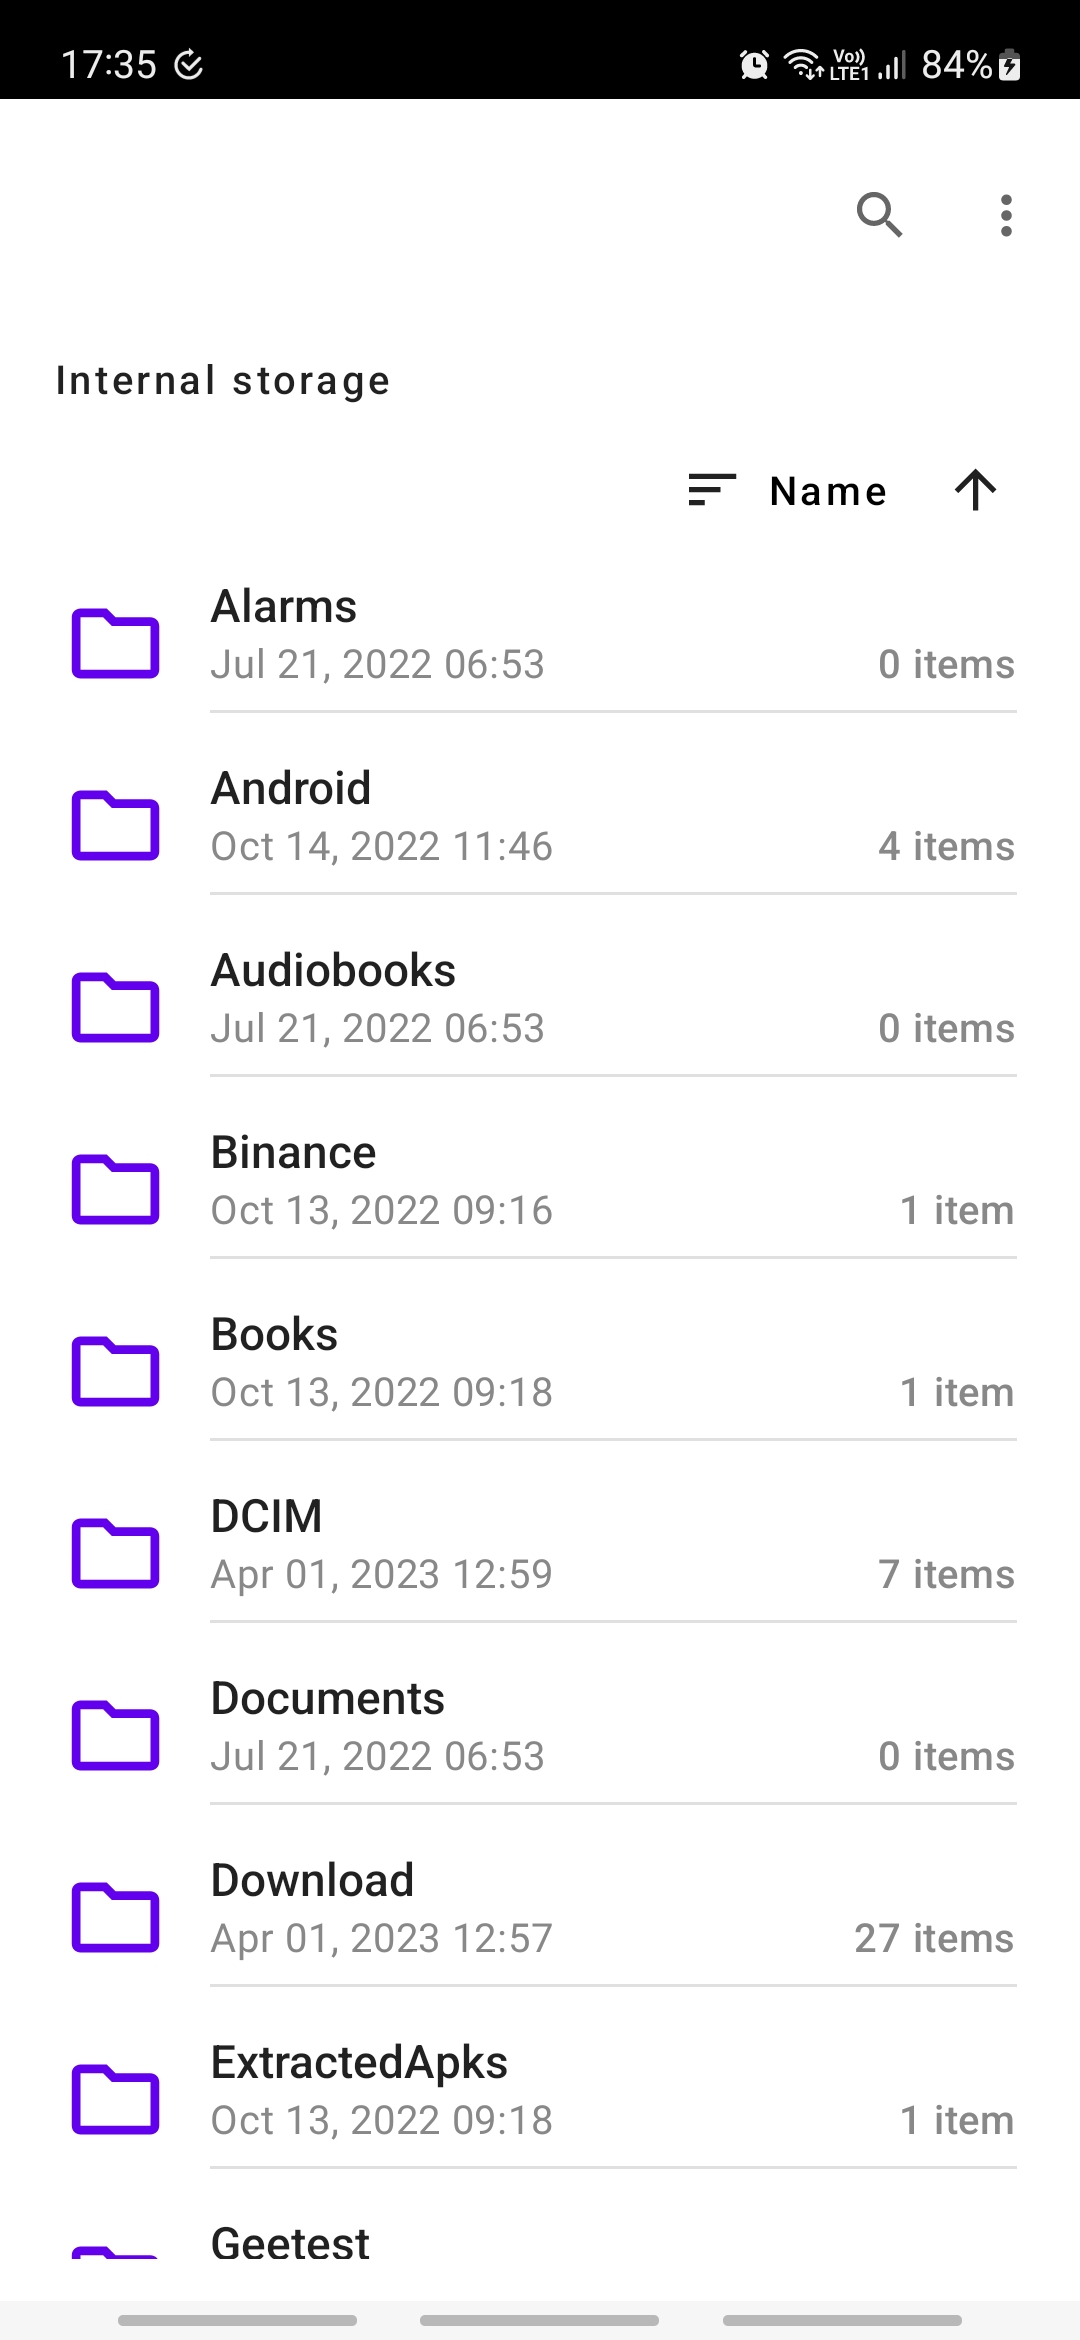 17:35 Vo)) LTE1 84%
Internal storage
Name
Alarms
Jul 21, 2022 06:53 0 items
Android
Oct 14, 2022 11:46 4 items
Audiobooks
Jul 21, 2022 06:53 0 items
Binance
Oct 13, 2022 09:16 1 item
Books
Oct 13, 2022 09:18 1 item
DCIM
Apr 01, 2023 12:59 7 items
Documents
Jul 21, 2022 06:53 0 items
Download
Apr 01, 2023 12:57 27 items
ExtractedApks
Oct 13, 2022 09:18 1 item
Geetest